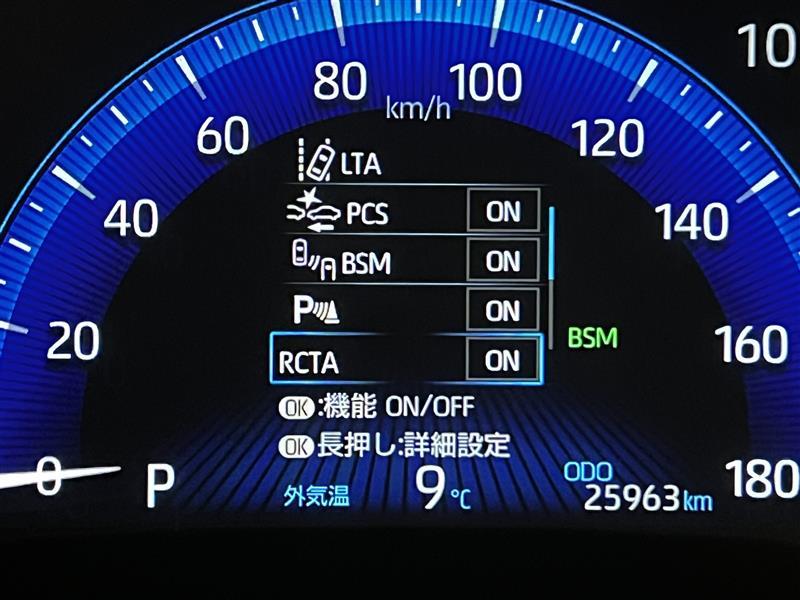 10
80
100
km/h
60
120
LTA
40
PCS ON
140
BSM ON
P ON
20
BSM
160
RCTA ON
OK:機能 ON/OFF
OK長押し:詳細設定
0
P
外気温 9℃
ODO
25963km
180